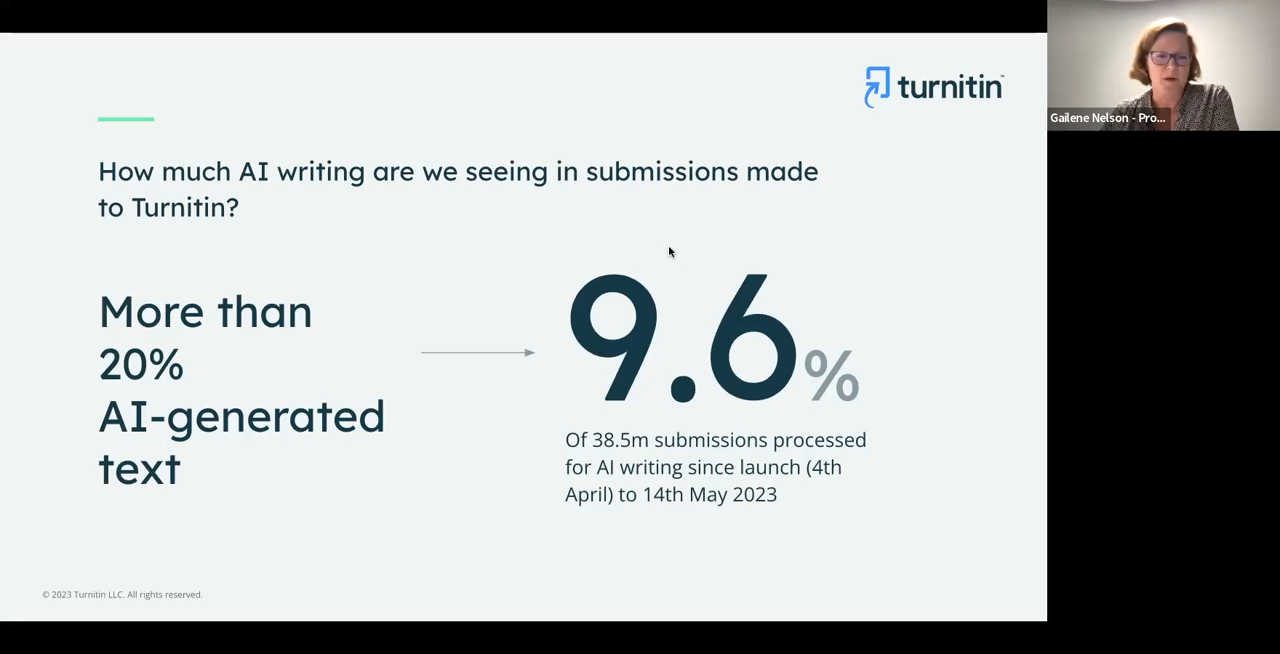 turnitin
How much AI writing are we seeing in submissions made
to Turnitin?
More than
20%
AI-generated
text
9.6%
Of 38.5m submissions processed
for AI writing since launch (4th
April) to 14th May 2023
© 2023 Turnitin LLC. All rights reserved.
Gailene Nelson - Pro...